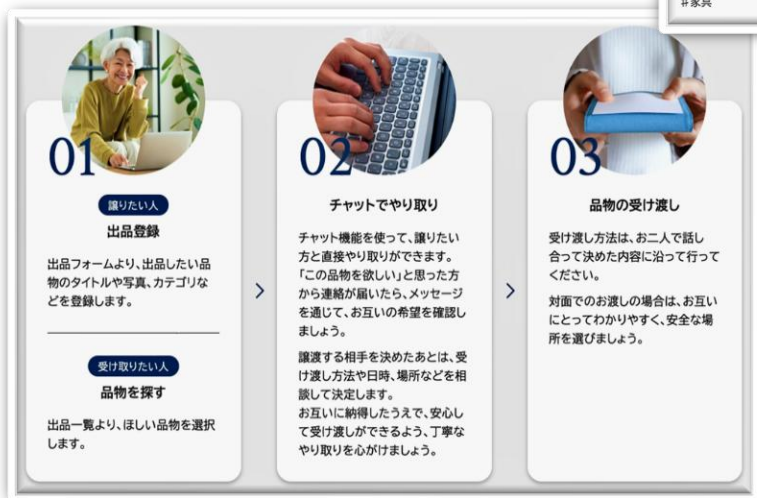 #家具
01
譲りたい人
出品登録
出品フォームより、出品したい品
物のタイトルや写真、カテゴリな
どを登録します。
受け取りたい人
品物を探す
出品一覧より、ほしい品物を選択
します。
02
チャットでやり取り
チャット機能を使って、譲りたい
方と直接やり取りができます。
「この品物を欲しい」と思った方
から連絡が届いたら、メッセージ
を通じて、お互いの希望を確認し
ましょう。
譲渡する相手を決めたあとは、受
け渡し方法や日時、場所などを相
談して決定します。
お互いに納得したうえで、安心し
て受け渡しができるよう、丁寧な
やり取りを心がけましょう。
03
品物の受け渡し
受け渡し方法は、お二人で話し
合って決めた内容に沿って行って
ください。
対面でのお渡しの場合は、お互い
にとってわかりやすく、安全な場
所を選びましょう。